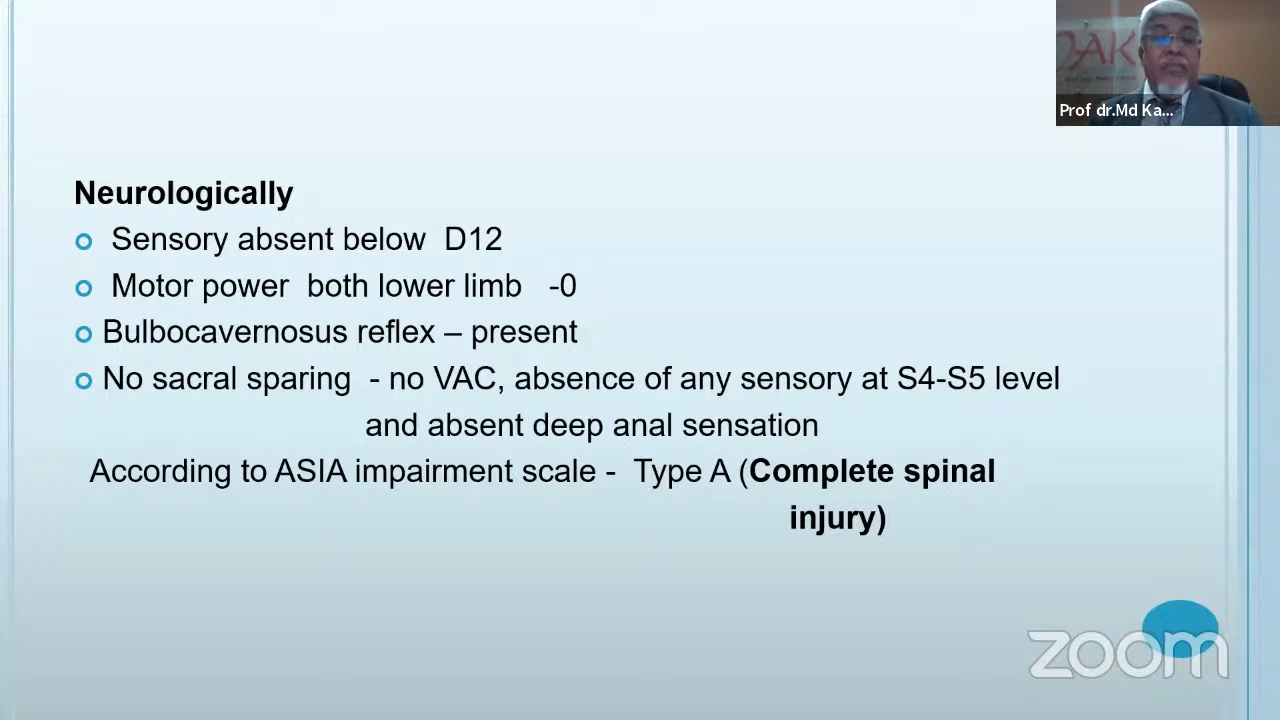 AK
Prof dr.Md Ka...
Neurologically
Sensory absent below D12
Motor power both lower limb -0
Bulbocavernosus reflex – present
No sacral sparing - no VAC, absence of any sensory at S4-S5 level
and absent deep anal sensation
According to ASIA impairment scale - Type A (Complete spinal
injury)
zoom